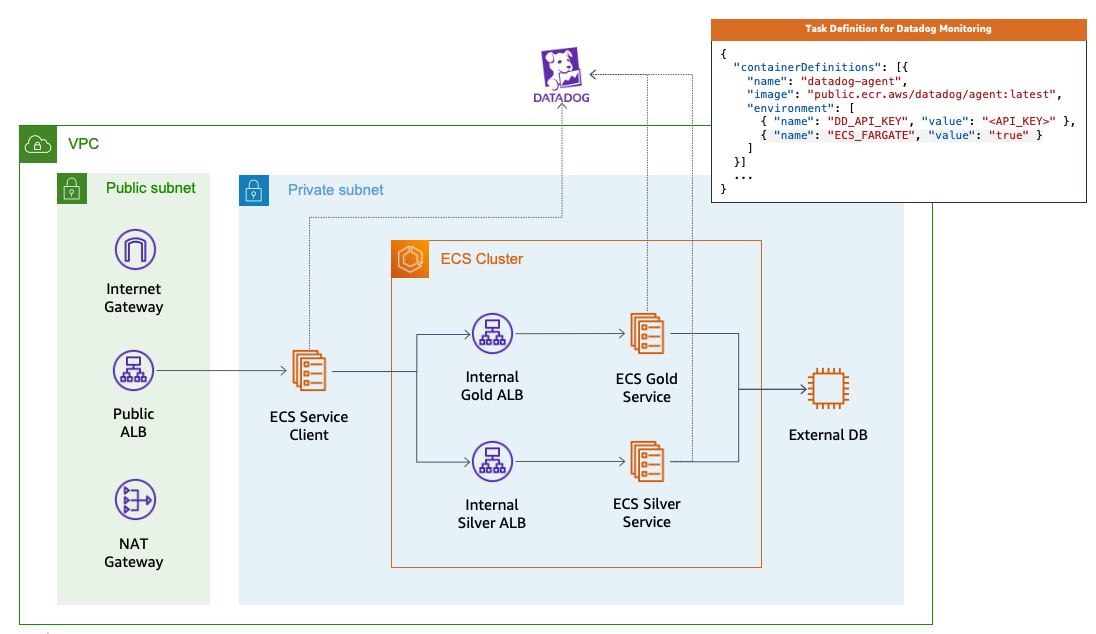 Task Definition for Datadog Monitoring
{
"containerDefinitions": [{
"name": "datadog-agent",
"image": "public.ecr.aws/datadog/agent:latest",
"environment": [
{ "name": "DD_API_KEY", "value": "<API_KEY>" },
{ "name": "ECS_FARGATE", "value": "true" }
]
}]
...
}
DATADOG
VPC
Public subnet
Private subnet
Internet
Gateway
Public
ALB
NAT
Gateway
ECS Service
Client
ECS Cluster
Internal
Gold ALB
ECS Gold
Service
Internal
Silver ALB
ECS Silver
Service
External DB